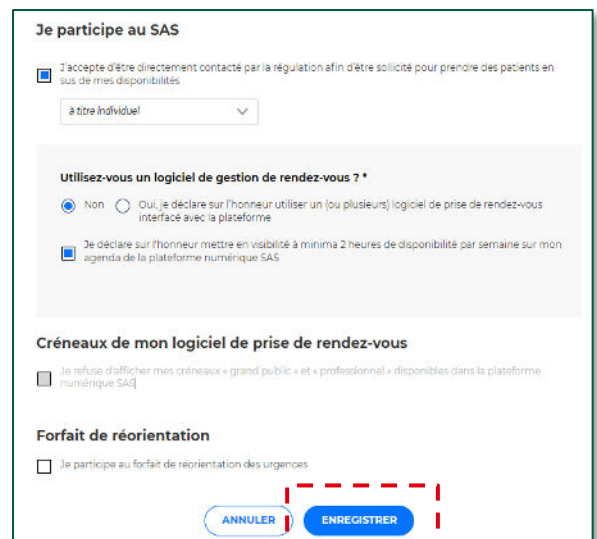 Je participe au SAS
J'accepte d'être directement contacté par la régulation afin d'être sollicité pour prendre des patients en
sus de mes disponibilités
à titre individuel
Utilisez-vous un logiciel de gestion de rendez-vous ? *
Non
Oui, je déclare sur l'honneur utiliser un (ou plusieurs) logiciel de prise de rendez-vous
interfacé avec la plateforme
Je déclare sur l'honneur mettre en visibilité à minima 2 heures de disponibilité par semaine sur mon
agenda de la plateforme numérique SAS
Créneaux de mon logiciel de prise de rendez-vous
Je refuse d'afficher mes créneaux « grand public » et « professionnel » disponibles dans la plateforme
numérique SAS
Forfait de réorientation
Je participe au forfait de réorientation des urgences
ANNULER
ENREGISTRER